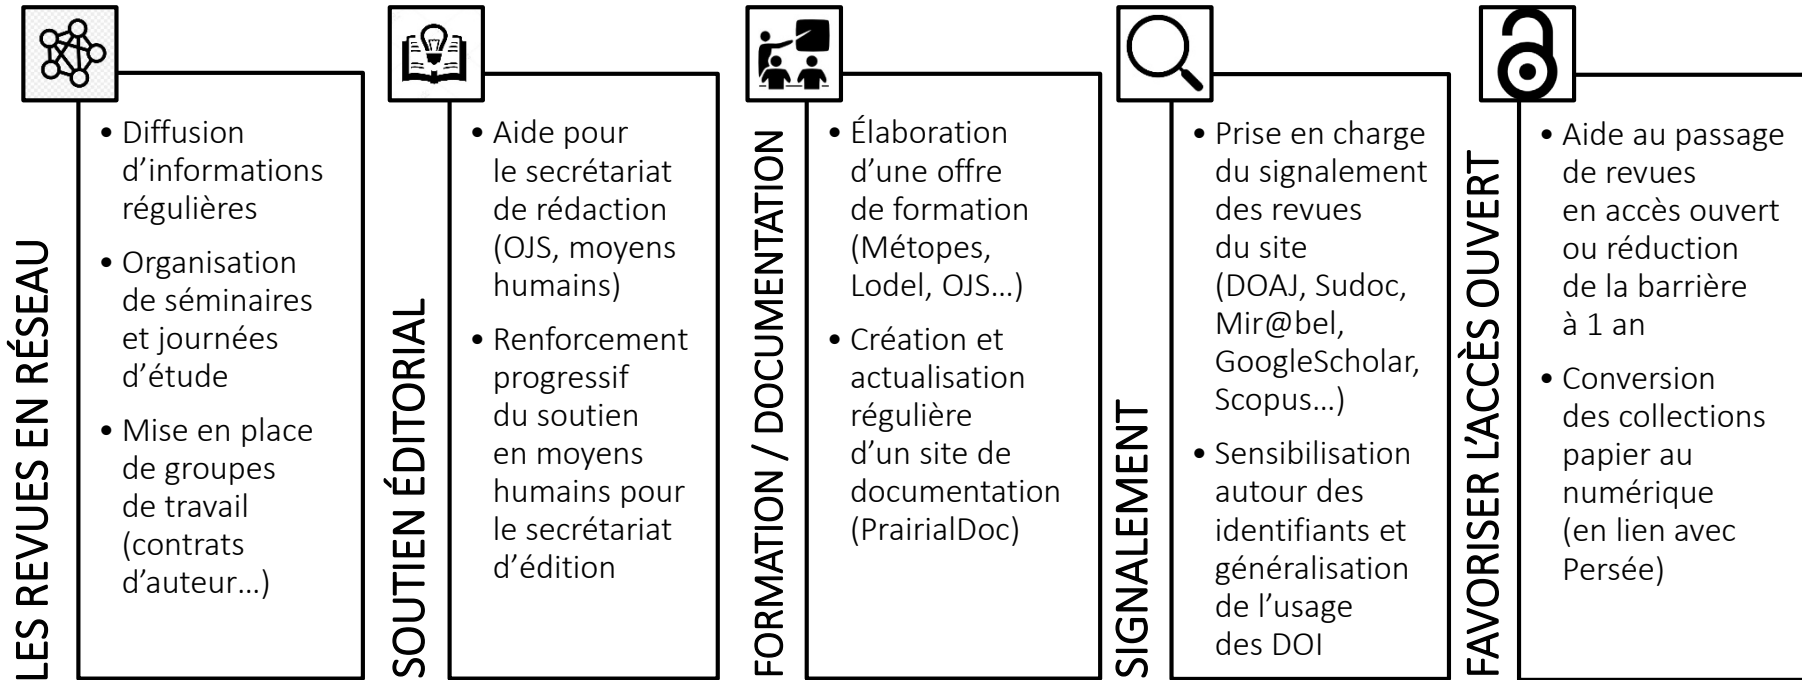 LES REVUES EN RÉSEAU
• Diffusion
d’informations
régulières
• Organisation
de séminaires
et journées
d’étude
• Mise en place
de groupes
de travail
(contrats
d’auteur…)
SOUTIEN ÉDITORIAL
• Aide pour
le secrétariat
de rédaction
(OJS, moyens
humains)
• Renforcement
progressif
du soutien
en moyens
humains pour
le secrétariat
d’édition
FORMATION / DOCUMENTATION
• Élaboration
d’une offre
de formation
(Métopes,
Lodel, OJS…)
• Création et
actualisation
régulière
d’un site de
documentation
(PrairialDoc)
SIGNALEMENT
• Prise en charge
du signalement
des revues
du site
(DOAJ, Sudoc,
Mir@bel,
GoogleScholar,
Scopus…)
• Sensibilisation
autour des
identifiants et
généralisation
de l’usage
des DOI
FAVORISER L’ACCÈS OUVERT
• Aide au passage
de revues
en accès ouvert
ou réduction
de la barrière
à 1 an
• Conversion
des collections
papier au
numérique
(en lien avec
Persée)